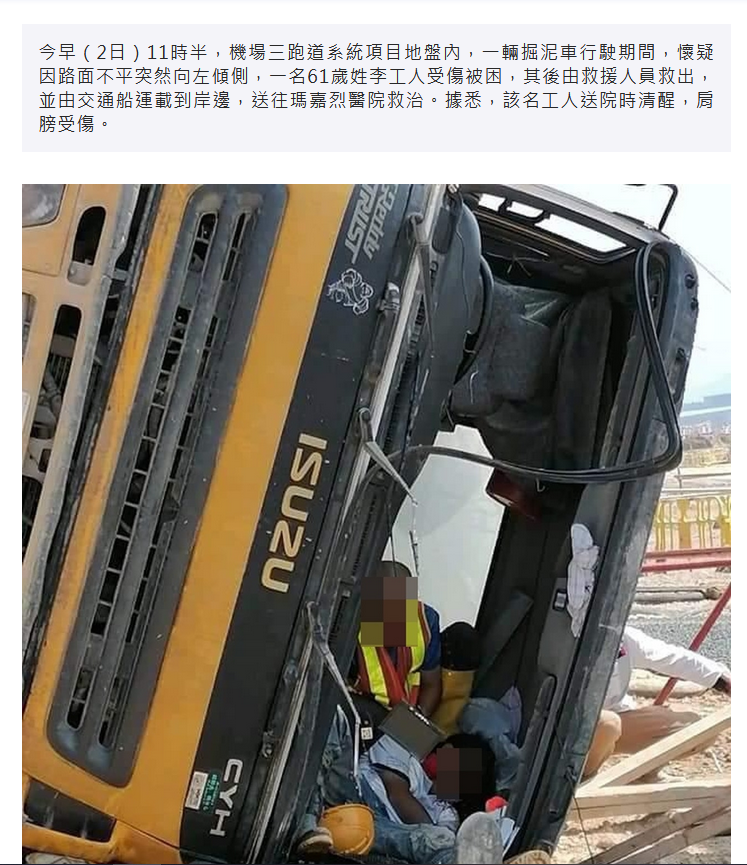 今早（2日）11時半，機場三跑道系統項目地盤內，一輛掘泥車行駛期間，懷疑
因路面不平突然向左傾側，一名61歲姓李工人受傷被困，其後由救援人員救出，
並由交通船運載到岸邊，送往瑪嘉烈醫院救治。據悉，該名工人送院時清醒，肩
膀受傷。
TRUST
ISUZU
CYH